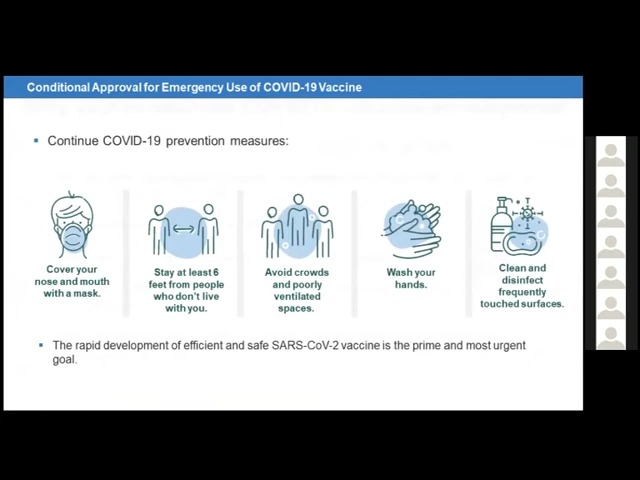 Conditional Approval for Emergency Use of COVID-19 Vaccine
Continue COVID-19 prevention measures:
Cover your
nose and mouth
with a mask.
Stay at least 6
feet from people
who don't live
with you.
Avoid crowds
and poorly
ventilated
spaces.
Wash your
hands.
Clean and
disinfect
frequently
touched surfaces.
The rapid development of efficient and safe SARS-CoV-2 vaccine is the prime and most urgent
goal.